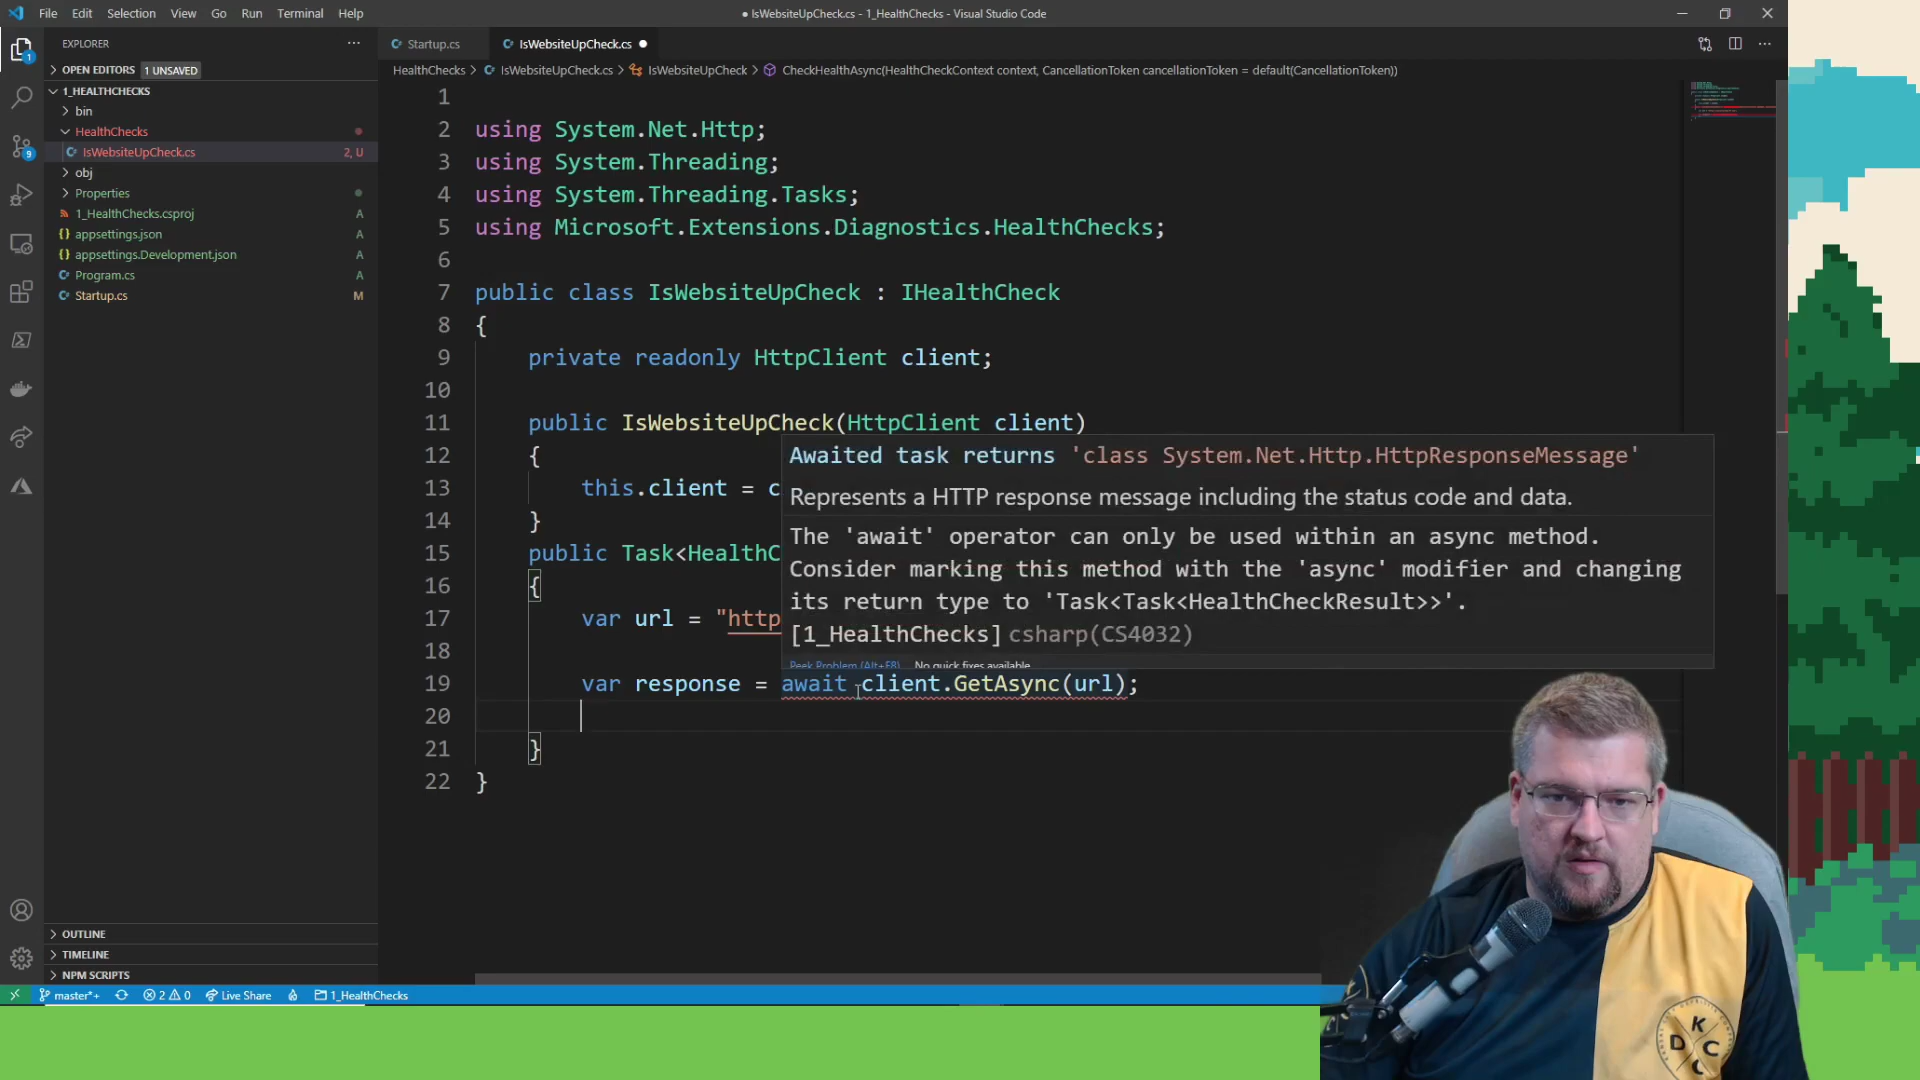 File Edit Selection View Go Run Terminal Help
● IsWebsiteUpCheck.cs - 1_HealthChecks - Visual Studio Code
EXPLORER
OPEN EDITORS 1 UNSAVED
1_HEALTHCHECKS
bin
HealthChecks
IsWebsiteUpCheck.cs 2, U
obj
Properties
1_HealthChecks.csproj A
appsettings.json A
appsettings.Development.json A
Program.cs A
Startup.cs M
OUTLINE
TIMELINE
NPM SCRIPTS
1
9
Startup.cs IsWebsiteUpCheck.cs
HealthChecks > IsWebsiteUpCheck.cs > IsWebsiteUpCheck > CheckHealthAsync(HealthCheckContext context, CancellationToken cancellationToken = default(CancellationToken))
1
2 using System.Net.Http;
3 using System.Threading;
4 using System.Threading.Tasks;
5 using Microsoft.Extensions.Diagnostics.HealthChecks;
6
7 public class IsWebsiteUpCheck : IHealthCheck
8 {
9 private readonly HttpClient client;
10
11 public IsWebsiteUpCheck(HttpClient client)
12 {
13 this.client = c
14 }
15 public Task<HealthC
16 {
17 var url = "http
18
19 var response = await client.GetAsync(url);
20
21 }
22 }
Awaited task returns 'class System.Net.Http.HttpResponseMessage'
Represents a HTTP response message including the status code and data.
The 'await' operator can only be used within an async method.
Consider marking this method with the 'async' modifier and changing
its return type to 'Task<Task<HealthCheckResult>>'.
[1_HealthChecks] csharp(CS4032)
Peek Problem (Alt+F8) No quick fixes available
master*+ 2 0 Live Share 1_HealthChecks
K
D C
C